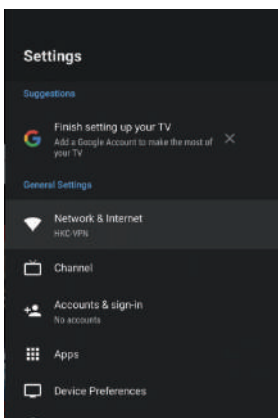 Settings
Suggestions
Finish setting up your TV
Add a Google Account to make the most of
your TV
General Settings
Network & Internet
HKC-VPN
Channel
Accounts & sign-in
No accounts
Apps
Device Preferences